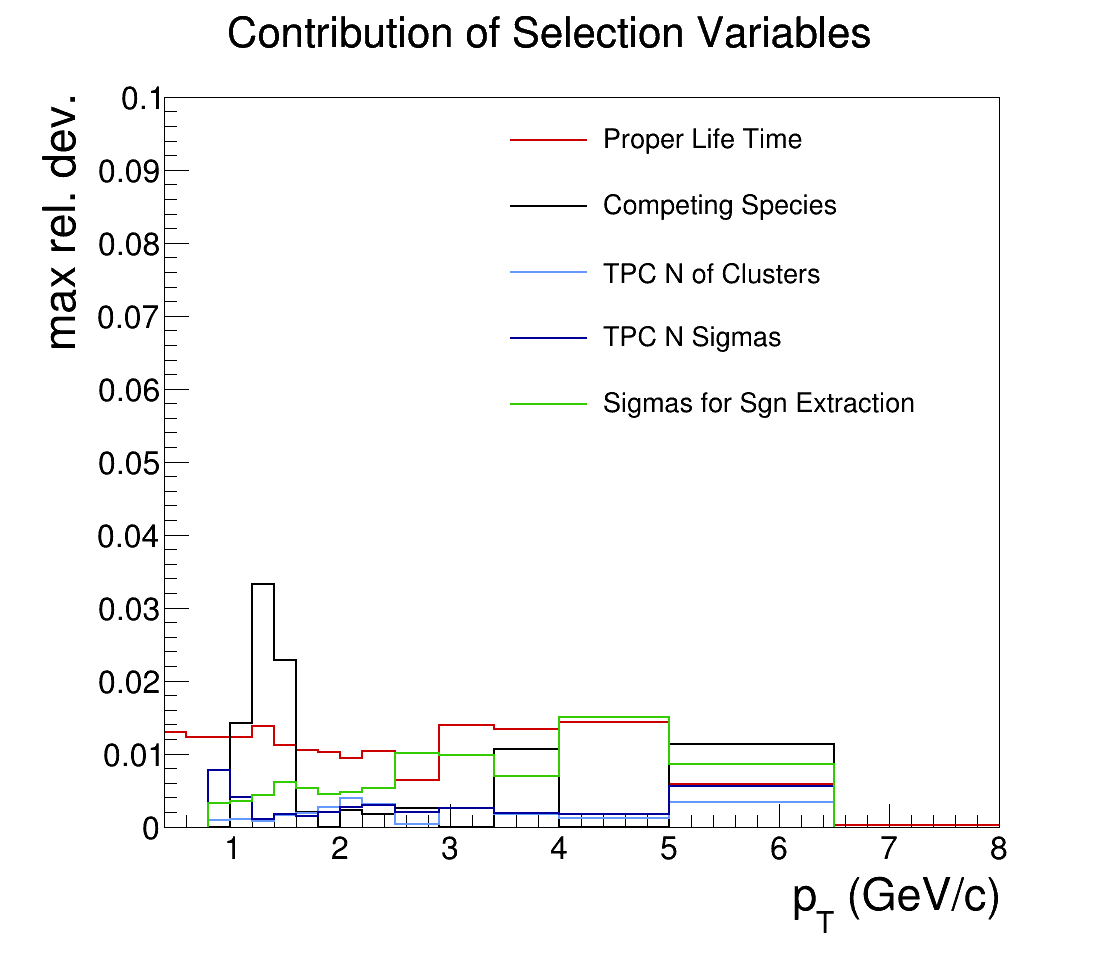 Contribution of Selection Variables
max rel. dev.
0.1
0.09
0.08
0.07
0.06
0.05
0.04
0.03
0.02
0.01
0
Proper Life Time
Competing Species
TPC N of Clusters
TPC N Sigmas
Sigmas for Sgn Extraction
1 2 3 4 5 6 7 8
p_T (GeV/c)